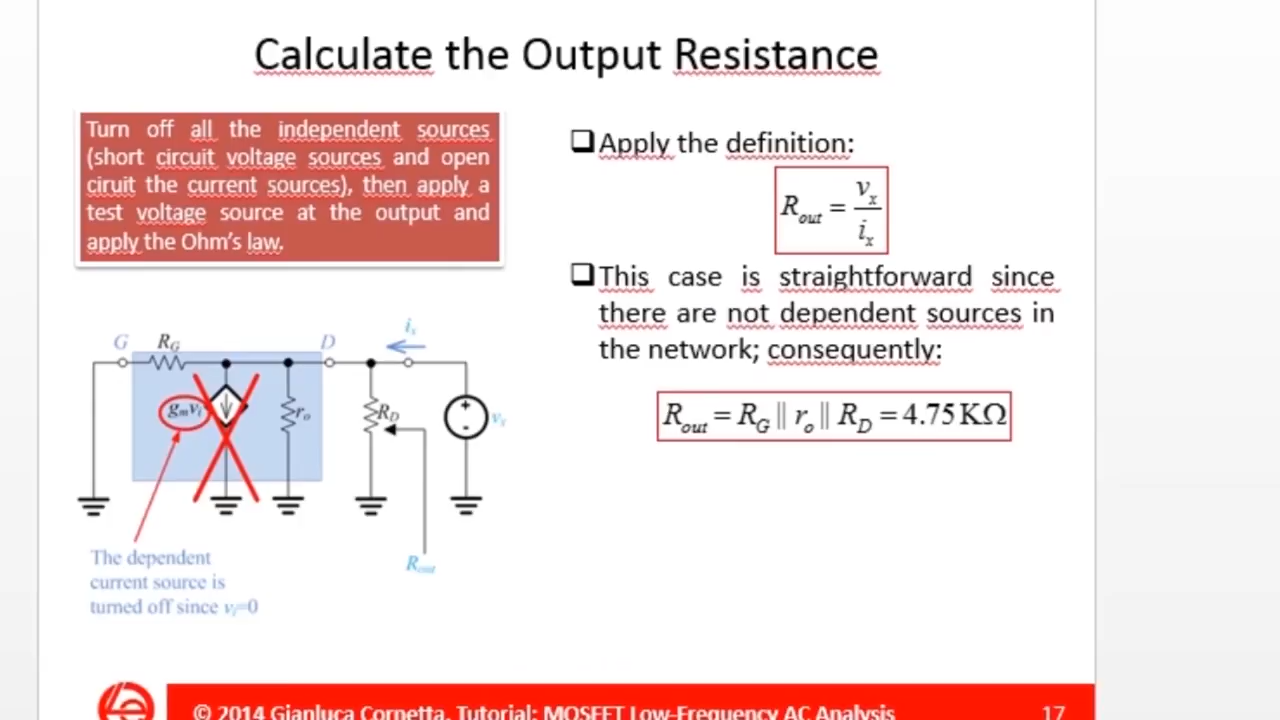 Calculate the Output Resistance
Turn off all the independent sources
(short circuit voltage sources and open
ciruit the current sources), then apply a
test voltage source at the output and
apply the Ohm's law.
❑Apply the definition:
R_out = v_x / i_x
❑This case is straightforward since
there are not dependent sources in
the network; consequently:
R_out = R_G || r_o || R_D = 4.75 KΩ
G R_G D i_x
g_m v_i r_o R_D + - v_x
R_out
The dependent
current source is
turned off since v_i=0
© 2014 Gianluca Cornetta, Tutorial: MOSFET Low-Frequency AC Analysis 17